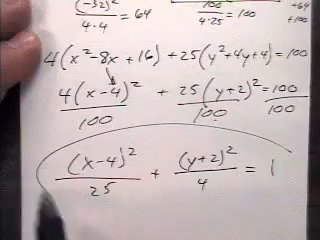 (-32)²/4·4 = 64
100/4·25 = 100
+64
+100
4(x²-8x+16)+25(y²+4y+4)=100
4(x-4)²/100 + 25(y+2)²/100 = 100/100
(x-4)²/25 + (y+2)²/4 = 1